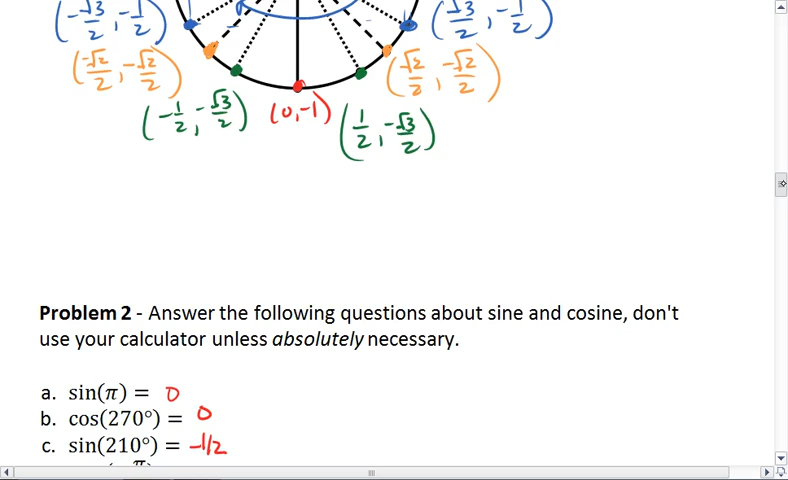 (-√3/2, -1/2) (√3/2, -1/2)
(-√2/2, -√2/2) (√2/2, -√2/2)
(-1/2, -√3/2) (0,-1) (1/2, -√3/2)
Problem 2 - Answer the following questions about sine and cosine, don't
use your calculator unless absolutely necessary.
a. sin(π) = 0
b. cos(270°) = 0
c. sin(210°) = -1/2